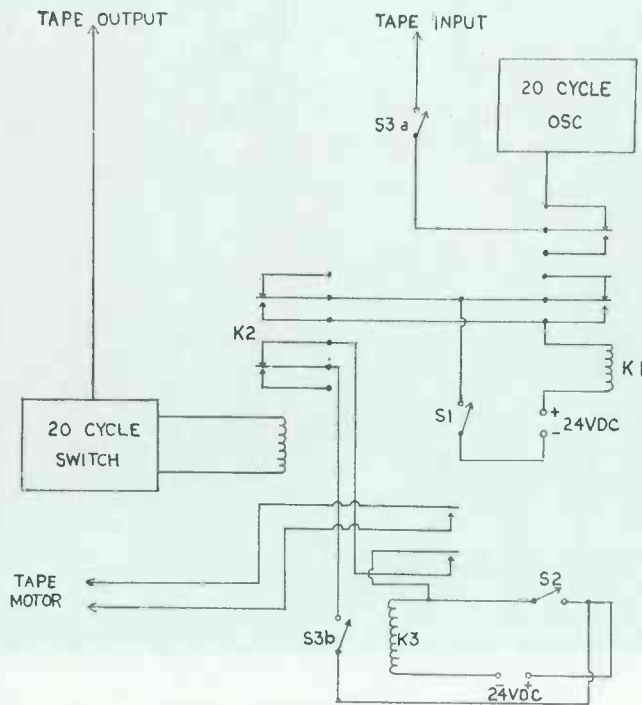 TAPE OUTPUT
TAPE INPUT
20 CYCLE
OSC
S3a
K2
K1
S1
+
24VDC
-
20 CYCLE
SWITCH
TAPE
MOTOR
S2
S3b
K3
- +
24VDC